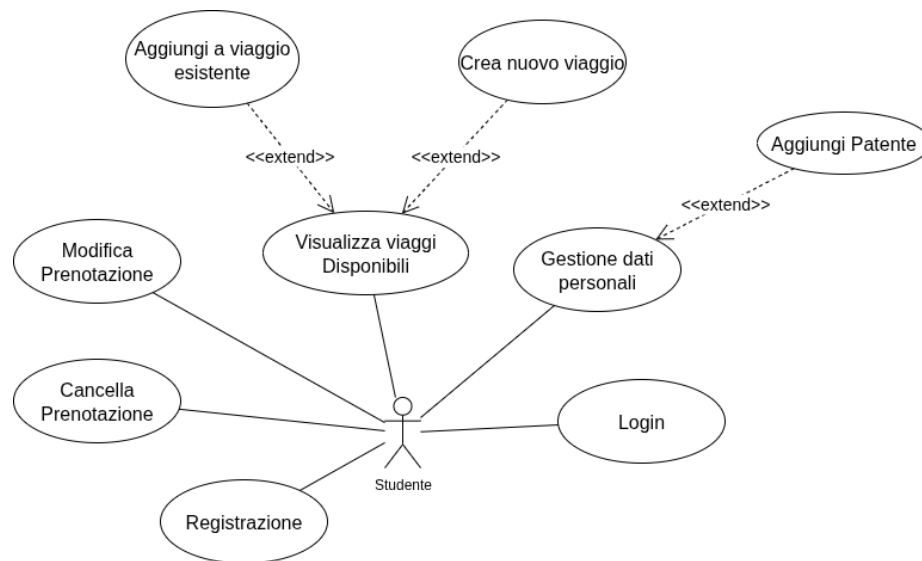 Aggiungi a viaggio
esistente
Crea nuovo viaggio
Aggiungi Patente
<<extend>>
<<extend>>
<<extend>>
Visualizza viaggi
Disponibili
Modifica
Prenotazione
Gestione dati
personali
Cancella
Prenotazione
Login
Studente
Registrazione